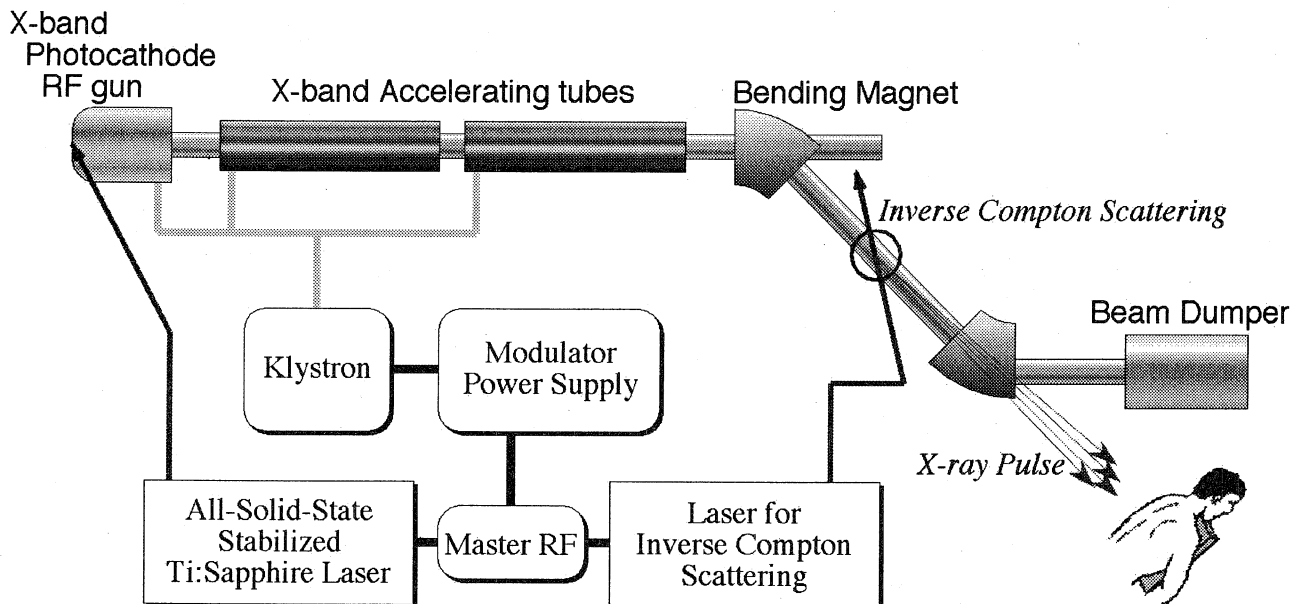 X-band
Photocathode
RF gun
X-band Accelerating tubes
Bending Magnet
Inverse Compton Scattering
Beam Dumper
Klystron
Modulator
Power Supply
X-ray Pulse
All-Solid-State
Stabilized
Ti:Sapphire Laser
Master RF
Laser for
Inverse Compton
Scattering